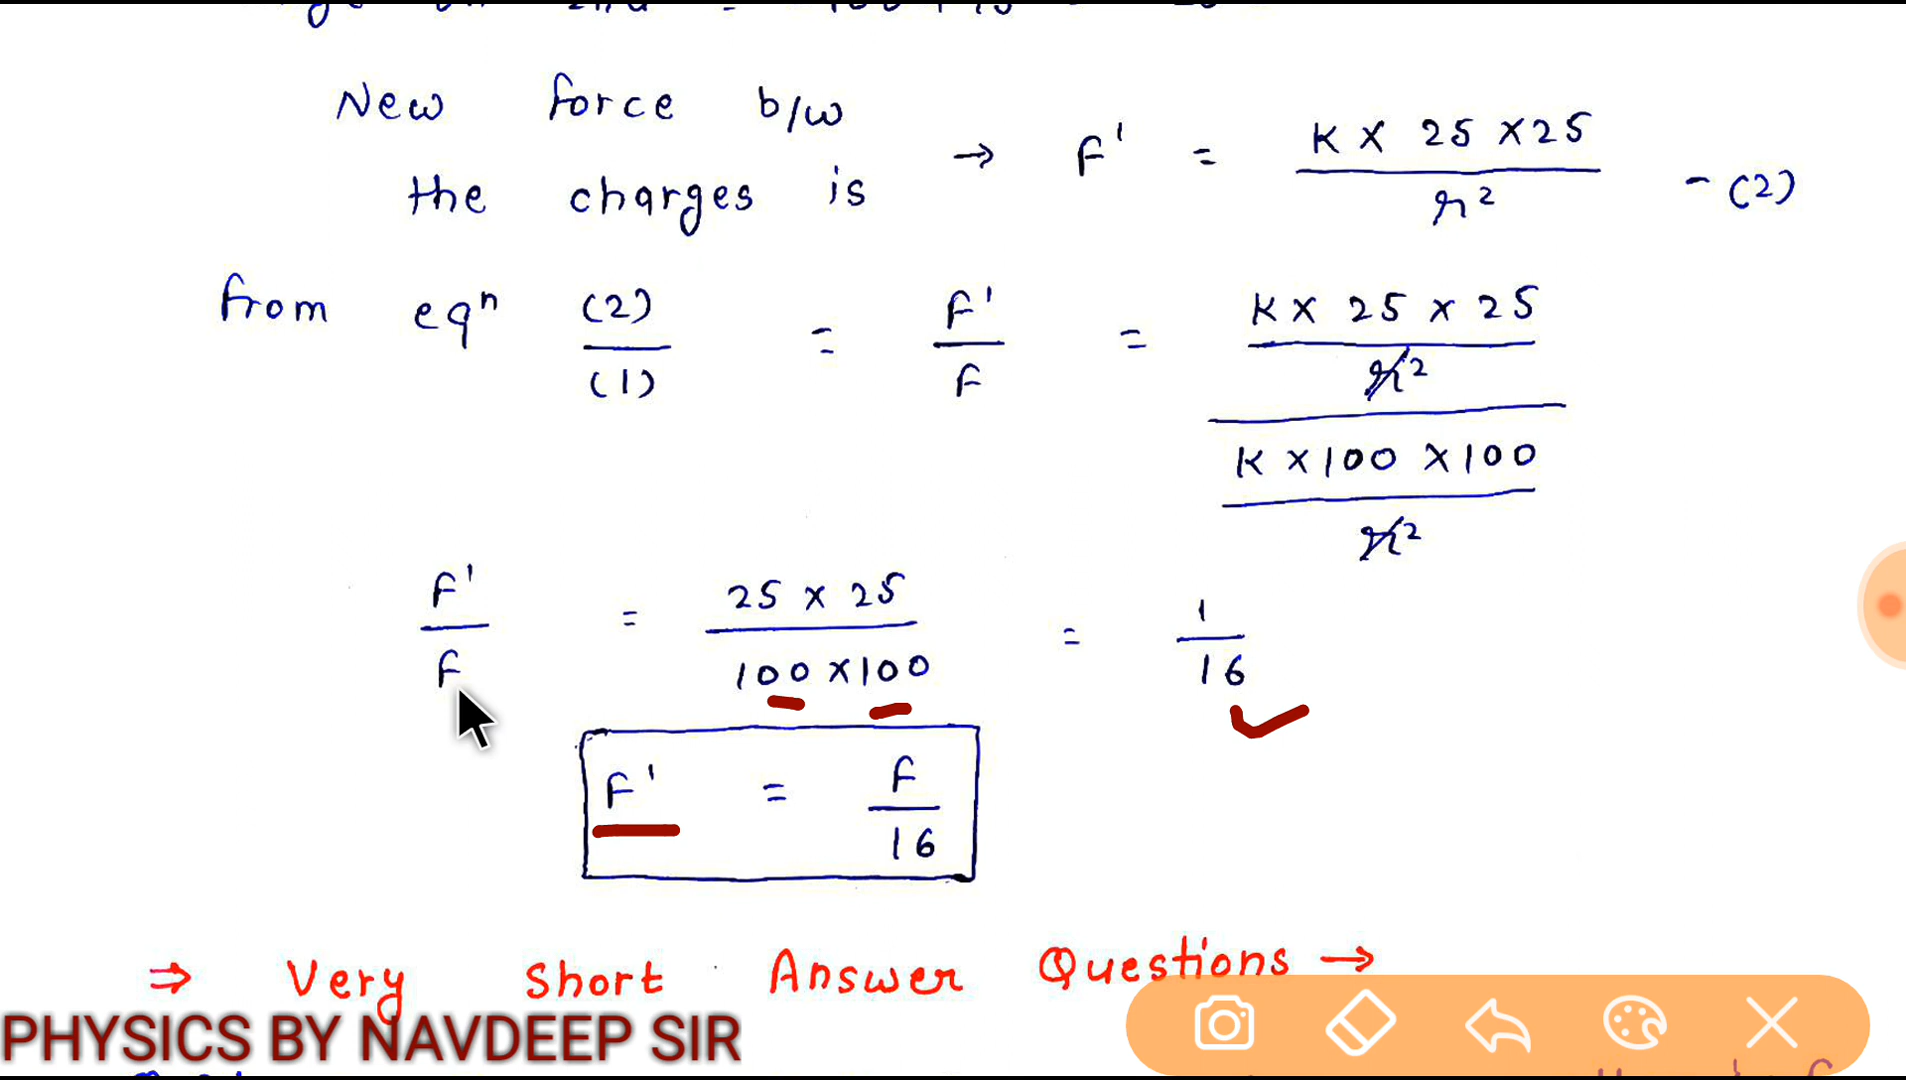 New force b/w
the charges is → F' = K X 25 X 25 / r² - (2)
from eqⁿ (2)/(1) = F'/F = K X 25 X 25 / r² / K X 100 X 100 / r²
F'/F = 25 X 25 / 100 X 100 = 1/16
F' = F/16
⇒ Very Short Answer Questions →
PHYSICS BY NAVDEEP SIR